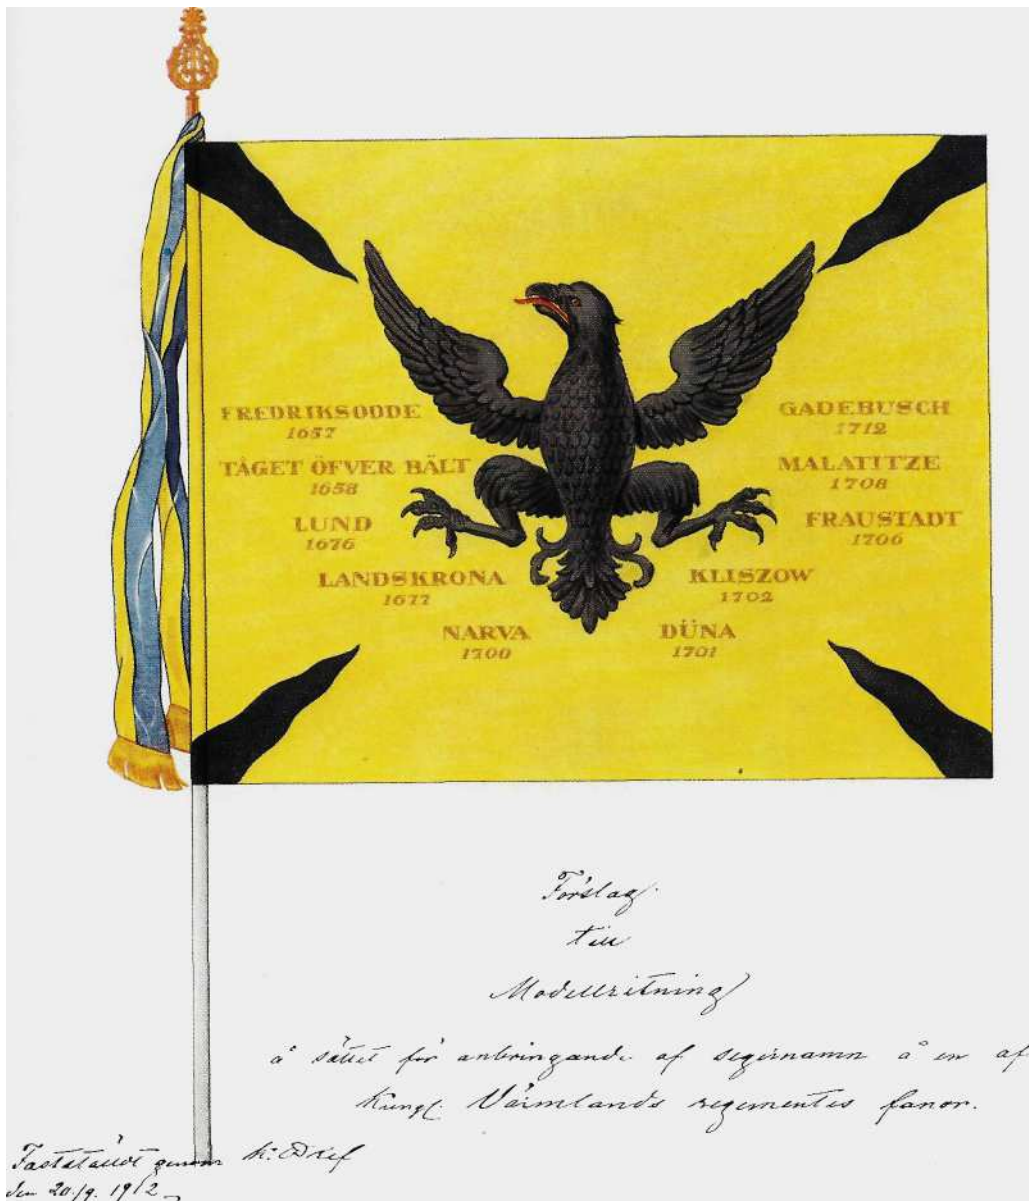 FREDRIKSODDE
1657
TÅGET ÖFVER BÄLT
1658
LUND
1676
LANDSKRONA
1677
NARVA
1700
GADEBUSCH
1712
MALATITZE
1708
FRAUSTADT
1706
KLISZOW
1702
DÜNA
1701
Förslag
till
Modellritning
å sättet för anbringande af segernamn å en af
Kungl. Värmlands regementes fanor.
Fastställdt genom K. Bref
den 20/9. 1912